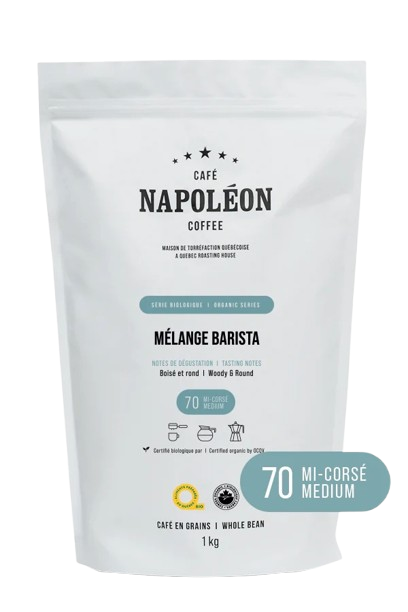 CAFÉ
NAPOLÉON
COFFEE
MAISON DE TORRÉFACTION QUÉBÉCOISE
A QUEBEC ROASTING HOUSE
SÉRIE BIOLOGIQUE | ORGANIC SERIES
MÉLANGE BARISTA
NOTES DE DÉGUSTATION | TASTING NOTES
Boisé et rond | Woody & Round
70 MI-CORSÉ
MEDIUM
Certifié biologique par | Certified organic by
70 MI-CORSÉ
MEDIUM
CAFÉ EN GRAINS | WHOLE BEAN
1 kg